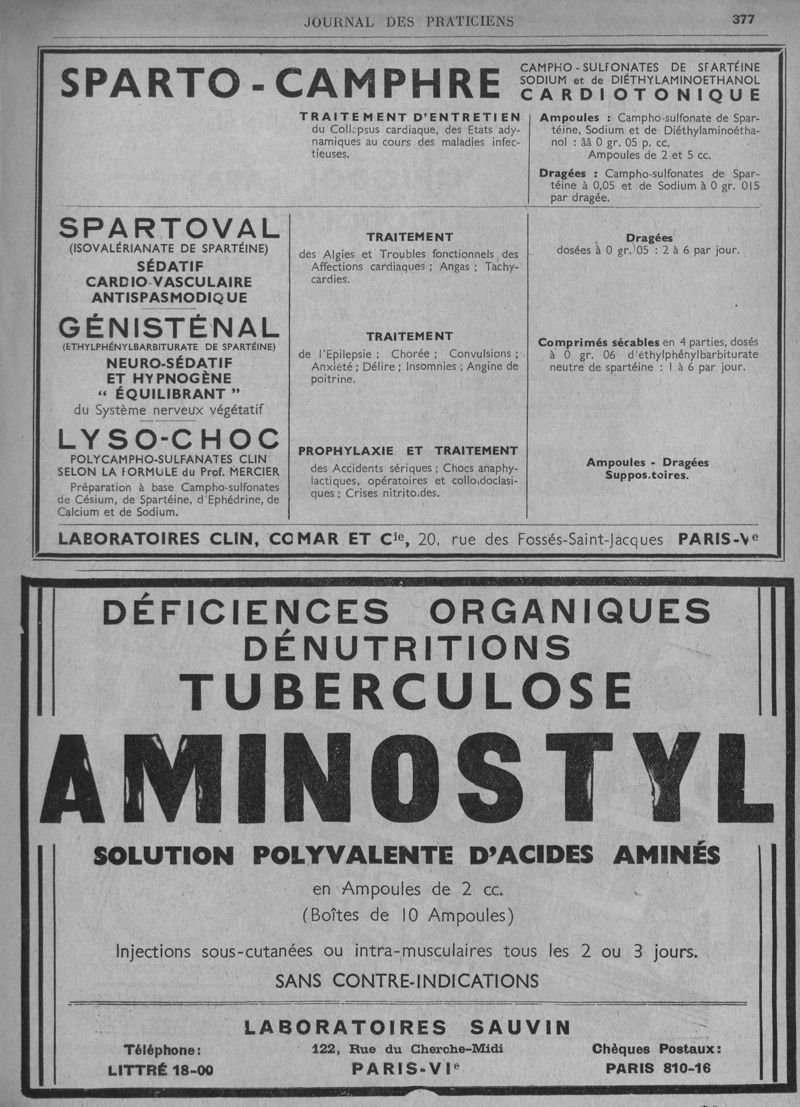 JOURNAL DES PRATICIENS
377
SPARTO-CAMPHRE
CAMPHO-SULFONATES DE SPARTÉINE
SODIUM et de DIÉTHYLAMINOETHANOL
CARDIOTONIQUE
TRAITEMENT D'ENTRETIEN
du Collapsus cardiaque, des Etats ady-
namiques au cours des maladies infec-
tieuses.
Ampoules : Campho-sulfonate de Spar-
téine, Sodium et de Diéthylaminoétha-
nol : ââ 0 gr. 05 p. cc.
Ampoules de 2 et 5 cc.
Dragées : Campho-sulfonates de Spar-
téine à 0,05 et de Sodium à 0 gr. 015
par dragée.
SPARTOVAL
(ISOVALÉRIANATE DE SPARTÉINE)
SÉDATIF
CARDIO-VASCULAIRE
ANTISPASMODIQUE
TRAITEMENT
des Algies et Troubles fonctionnels des
Affections cardiaques ; Angas ; Tachy-
cardies.
Dragées
dosées à 0 gr. 05 : 2 à 6 par jour.
GÉNISTÉNAL
(ETHYLPHÉNYLBARBITURATE DE SPARTÉINE)
NEURO-SÉDATIF
ET HYPNOGÈNE
“ ÉQUILIBRANT ”
du Système nerveux végétatif
TRAITEMENT
de l'Epilepsie ; Chorée ; Convulsions ;
Anxiété ; Délire ; Insomnies ; Angine de
poitrine.
Comprimés sécables en 4 parties, dosés
à 0 gr. 06 d'éthylphénylbarbiturate
neutre de spartéine : 1 à 6 par jour.
LYSO-CHOC
POLYCAMPHO-SULFANATES CLIN
SELON LA FORMULE du Prof. MERCIER
Préparation à base Campho-sulfonates
de Césium, de Spartéine, d'Ephédrine, de
Calcium et de Sodium.
PROPHYLAXIE ET TRAITEMENT
des Accidents sériques ; Chocs anaphy-
lactiques, opératoires et colloidoclasi-
ques ; Crises nitritoides.
Ampoules - Dragées
Suppositoires.
LABORATOIRES CLIN, COMAR ET Cie, 20, rue des Fossés-Saint-Jacques PARIS-Ve
DÉFICIENCES ORGANIQUES
DÉNUTRITIONS
TUBERCULOSE
AMINOSTYL
SOLUTION POLYVALENTE D'ACIDES AMINÉS
en Ampoules de 2 cc.
(Boîtes de 10 Ampoules)
Injections sous-cutanées ou intra-musculaires tous les 2 ou 3 jours.
SANS CONTRE-INDICATIONS
LABORATOIRES SAUVIN
Téléphone:
LITTRÉ 18-00
122, Rue du Cherche-Midi
PARIS-VIe
Chèques Postaux:
PARIS 810-16